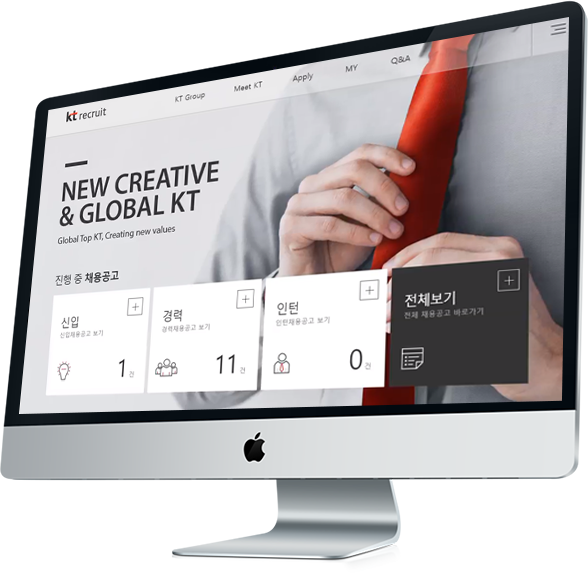 kt recruit
KT Group
Meet KT
Apply
MY
Q&A
NEW CREATIVE
& GLOBAL KT
Global Top KT, Creating new values
진행 중 채용공고
신입
신입채용공고 보기
1 건
경력
경력채용공고 보기
11 건
인턴
인턴채용공고 보기
0 건
전체보기
전체 채용공고 바로가기